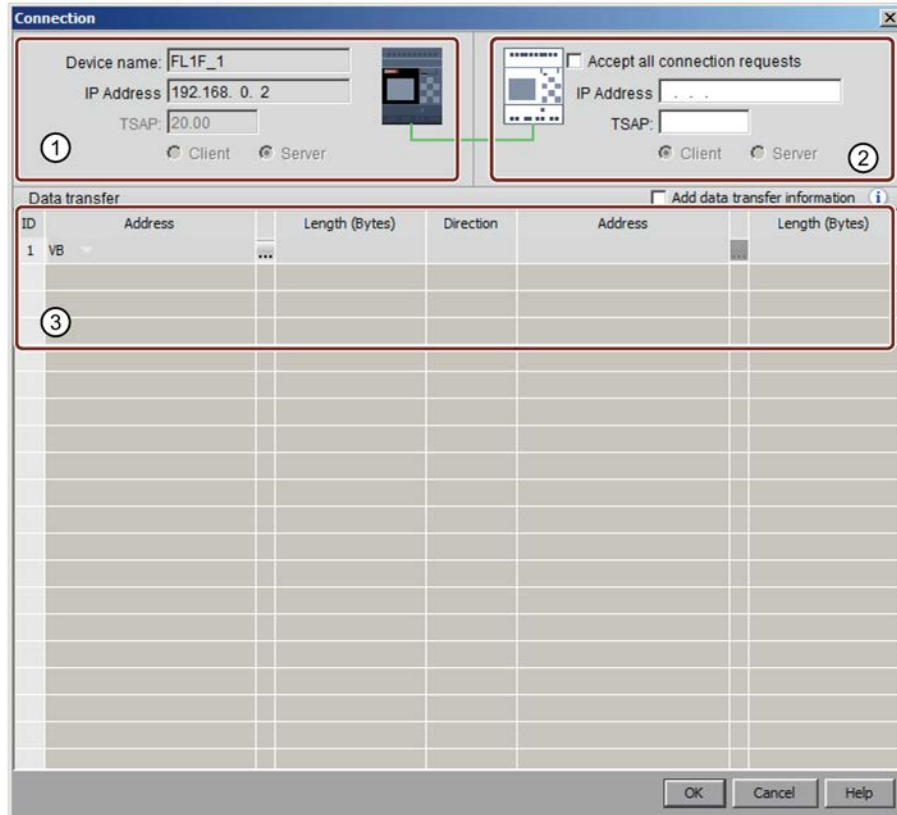 Connection
Device name: FL1F_1
IP Address 192.168. 0. 2
TSAP: 20.00
Client Server
1
Accept all connection requests
IP Address . . .
TSAP:
Client Server
2
Data transfer Add data transfer information i
ID Address Length (Bytes) Direction Address Length (Bytes)
1 VB ... ...
3
OK Cancel Help